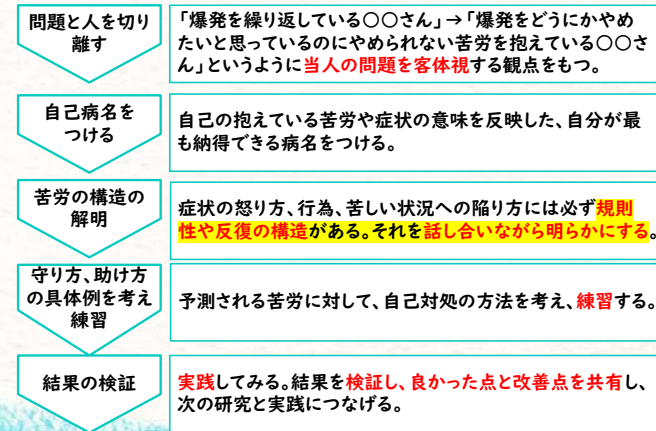 問題と人を切り
離す
「爆発を繰り返している〇〇さん」→「爆発をどうにかやめ
たいと思っているのにやめられない苦労を抱えている〇〇さ
ん」というように当人の問題を客体視する観点をもつ。
自己病名を
つける
自己の抱えている苦労や症状の意味を反映した、自分が最
も納得できる病名をつける。
苦労の構造の
解明
症状の怒り方、行為、苦しい状況への陥り方には必ず規則
性や反復の構造がある。それを話し合いながら明らかにする。
守り方、助け方
の具体例を考え
練習
予測される苦労に対して、自己対処の方法を考え、練習する。
結果の検証
実践してみる。結果を検証し、良かった点と改善点を共有し、
次の研究と実践につなげる。